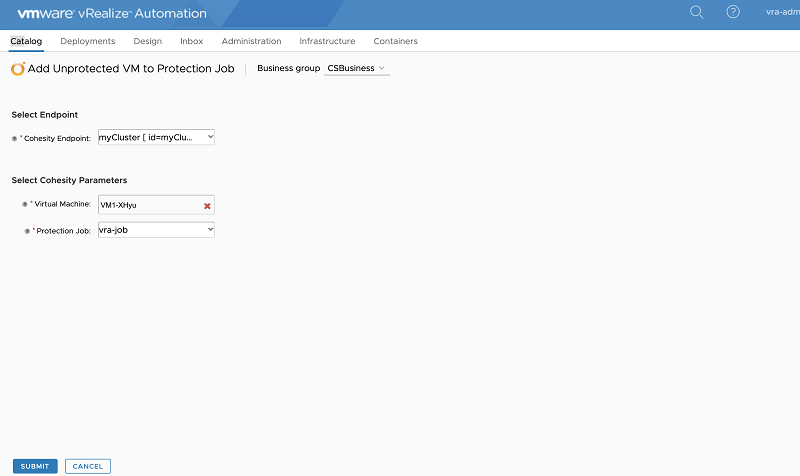 vmware® vRealize™ Automation
vra-adm
Catalog Deployments Design Inbox Administration Infrastructure Containers
Add Unprotected VM to Protection Job Business group CSBusiness
Select Endpoint
* Cohesity Endpoint: myCluster [ id=myClu...
Select Cohesity Parameters
* Virtual Machine: VM1-XHyu
* Protection Job: vra-job
SUBMIT CANCEL